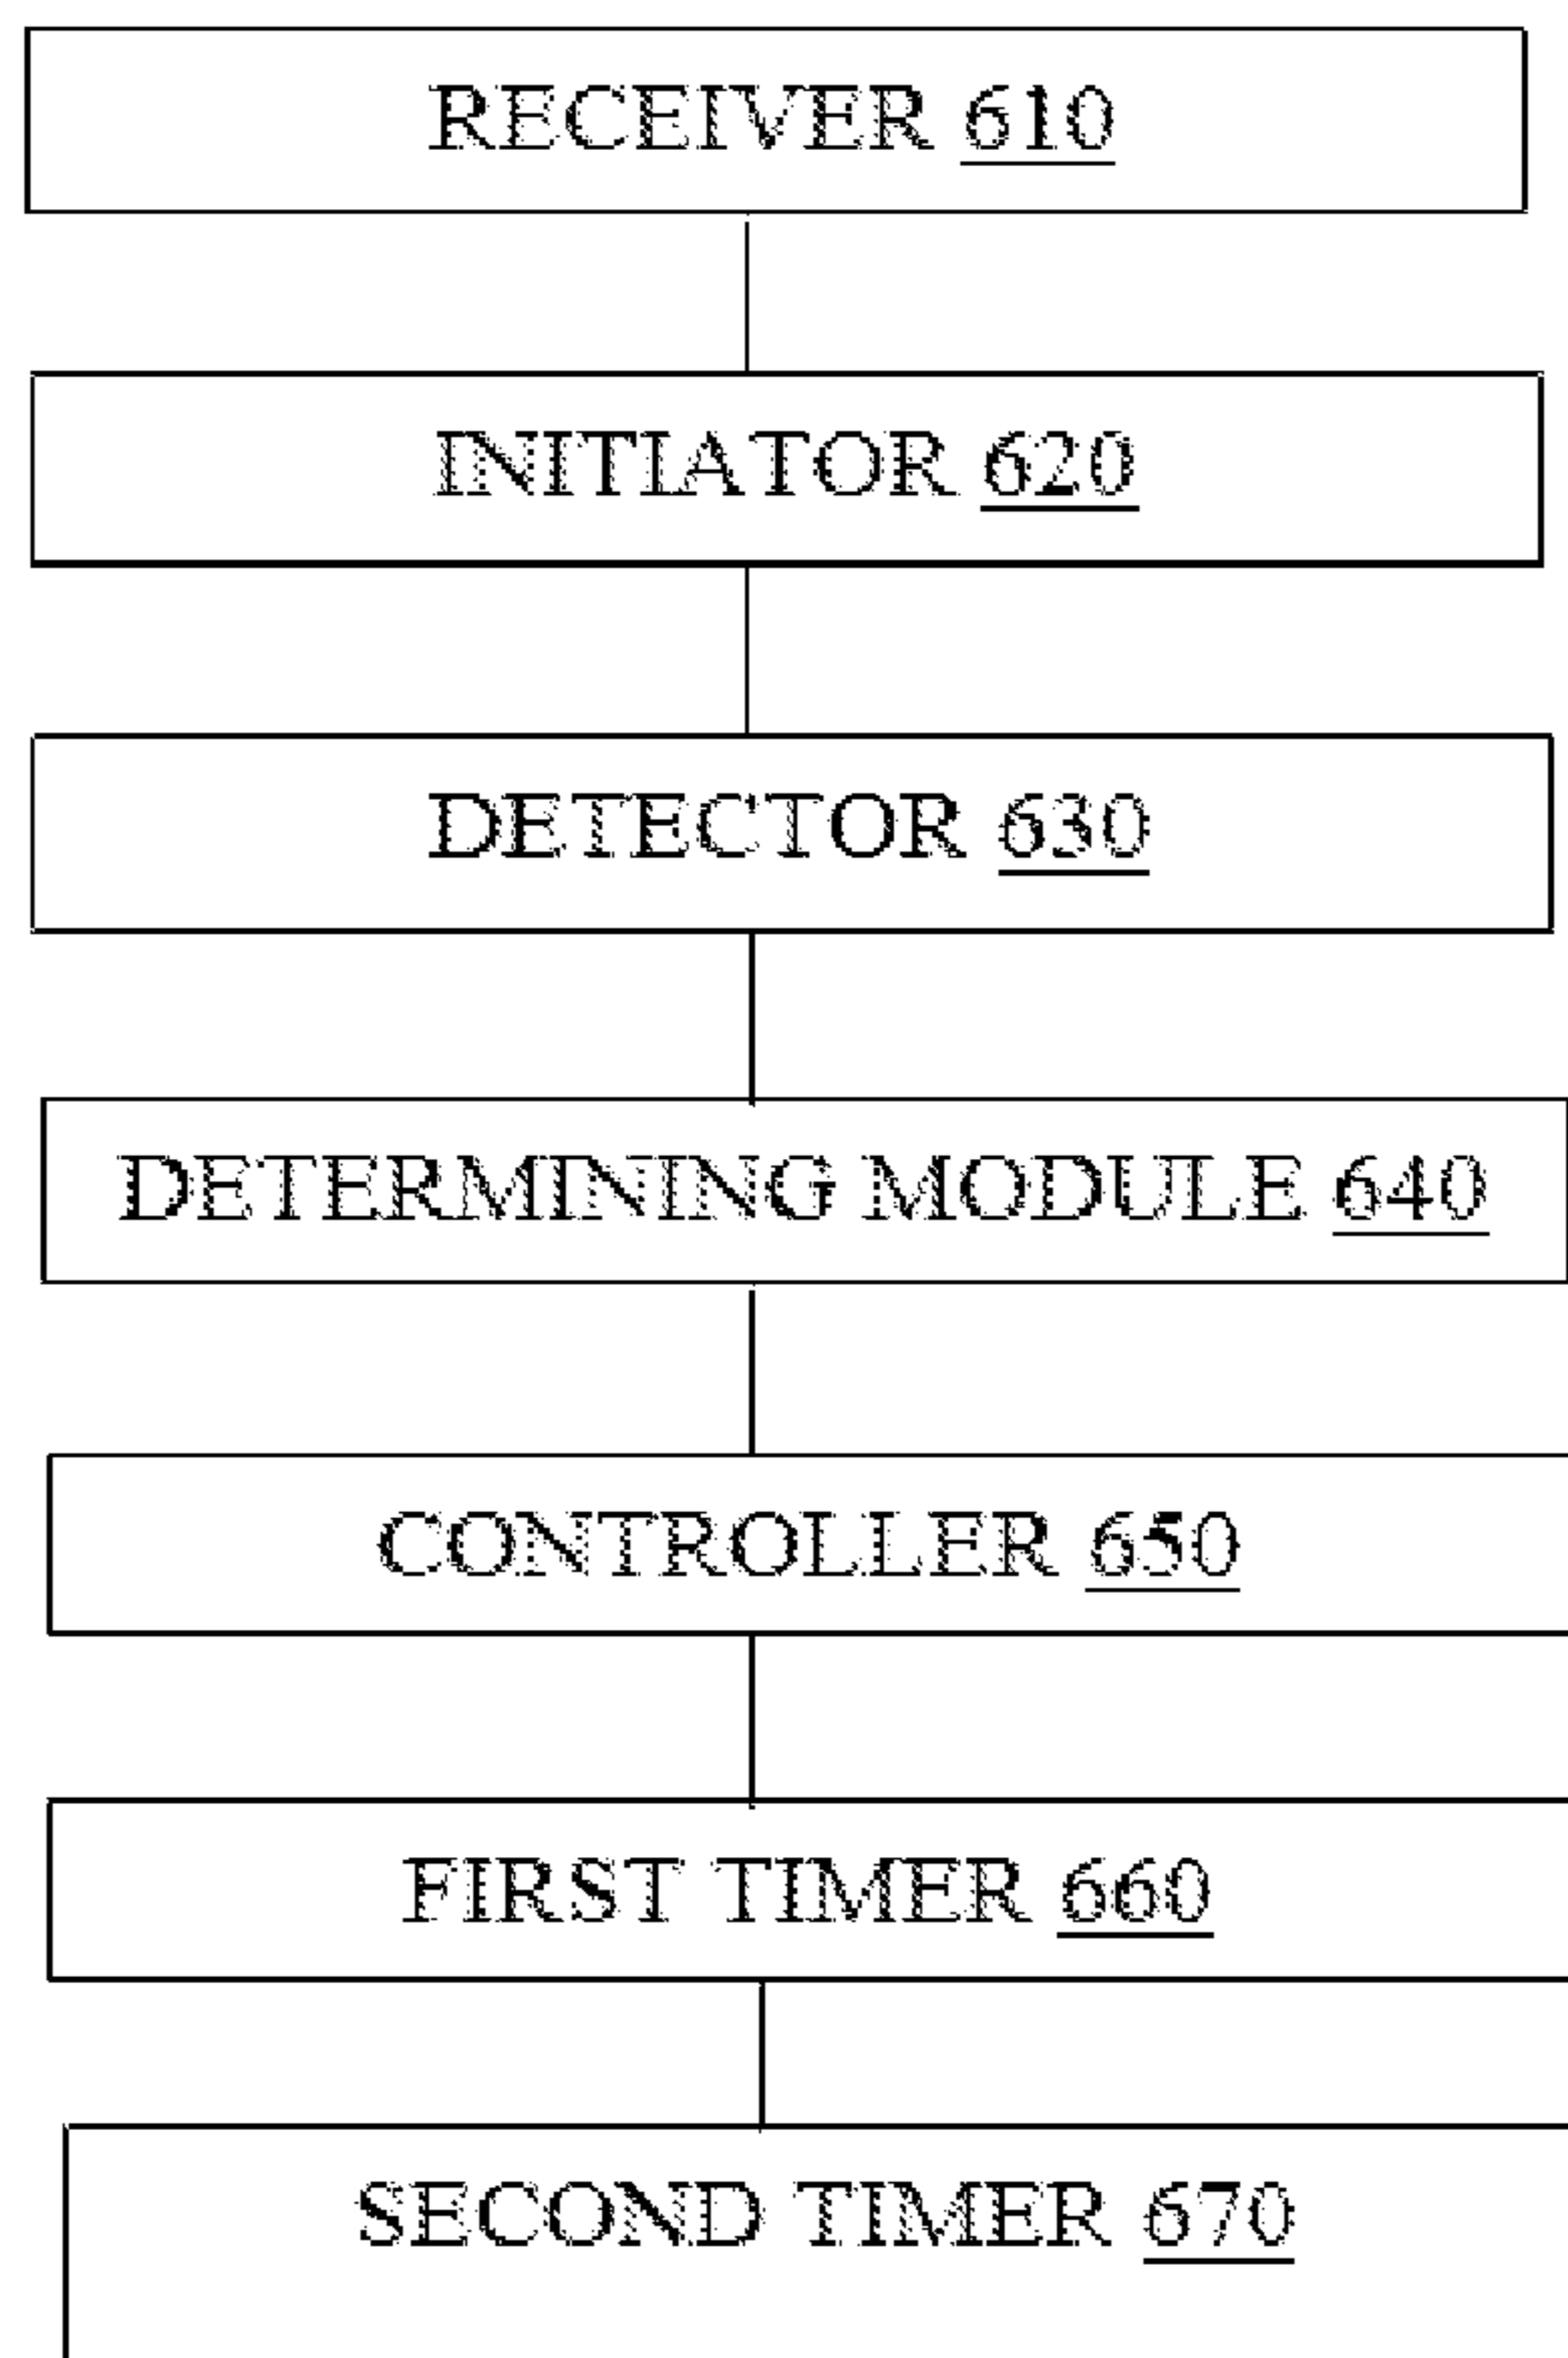 RECEIVER 610
INITIATOR 620
DETECTOR 630
DETERMINING MODULE 640
CONTROLLER 650
FIRST TIMER 660
SECOND TIMER 670